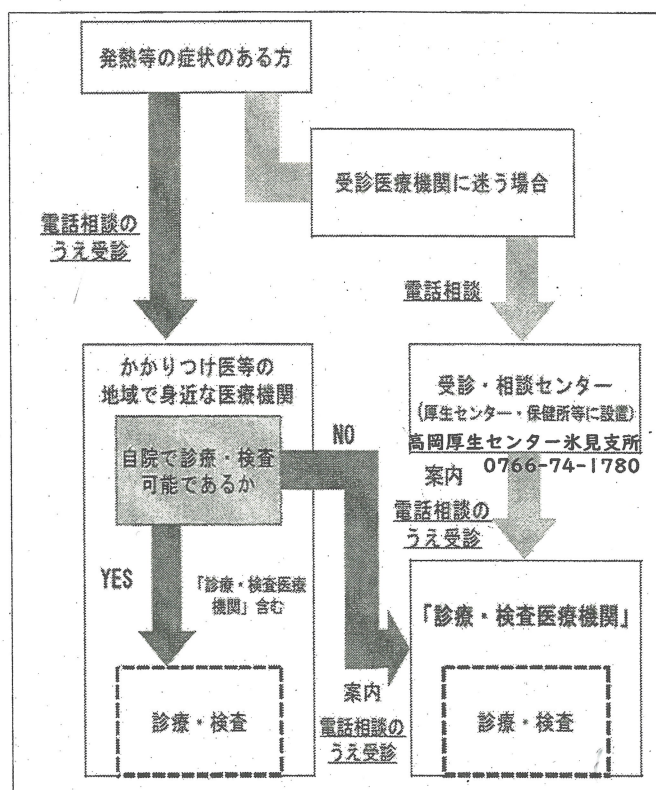 発熱等の症状のある方
受診医療機関に迷う場合
電話相談の
うえ受診
電話相談
かかりつけ医等の
地域で身近な医療機関
自院で診療・検査
可能であるか
NO
YES
「診療・検査医療
機関」含む
診療・検査
受診・相談センター
(厚生センター・保健所等に設置)
高岡厚生センター氷見支所
0766-74-1780
案内
電話相談の
うえ受診
「診療・検査医療機関」
案内
電話相談の
うえ受診
診療・検査